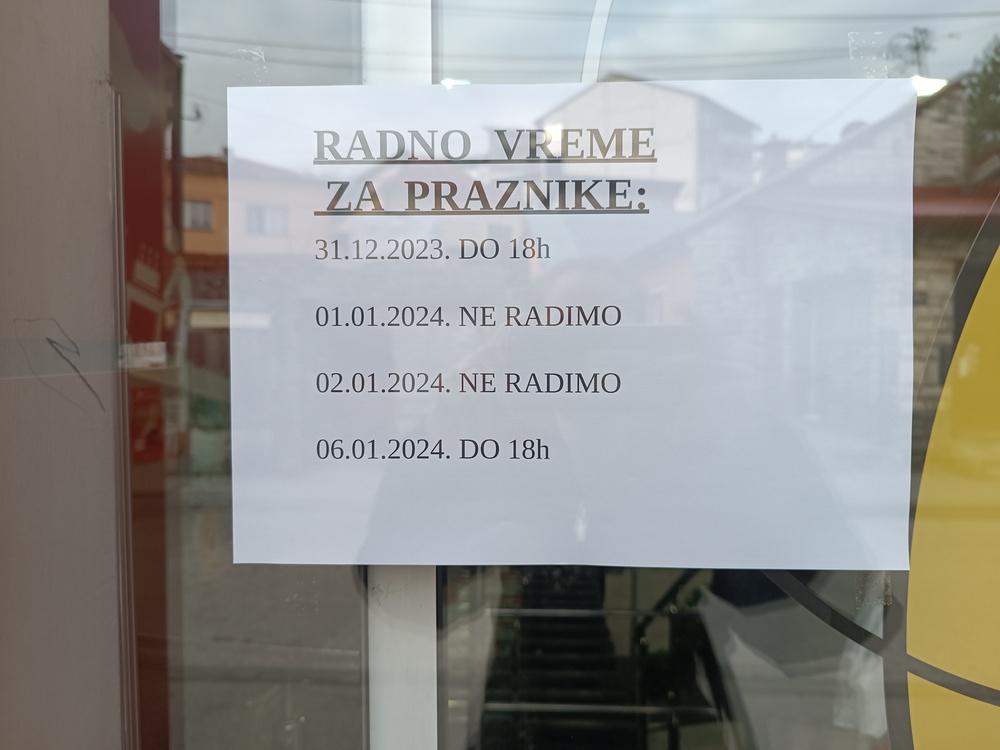 RADNO VREME
ZA PRAZNIKE:
31.12.2023. DO 18h
01.01.2024. NE RADIMO
02.01.2024. NE RADIMO
06.01.2024. DO 18h